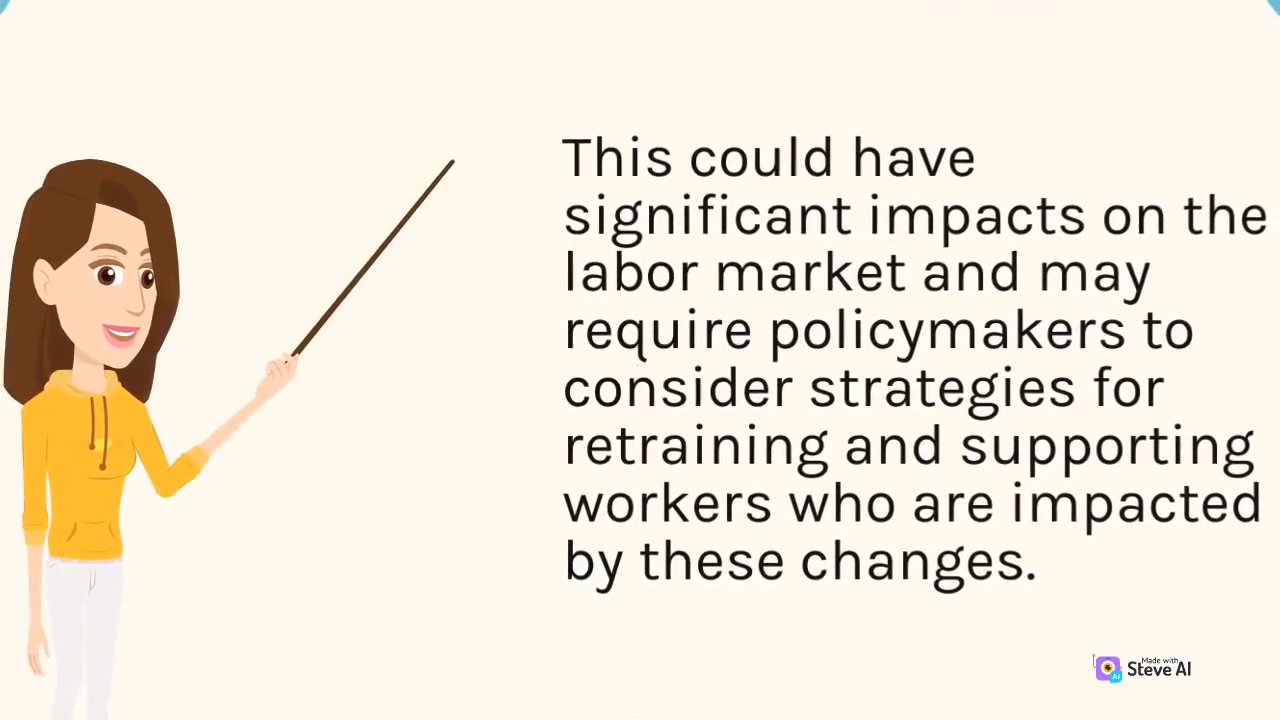 This could have
significant impacts on the
labor market and may
require policymakers to
consider strategies for
retraining and supporting
workers who are impacted
by these changes.
Made with
Steve AI
AI